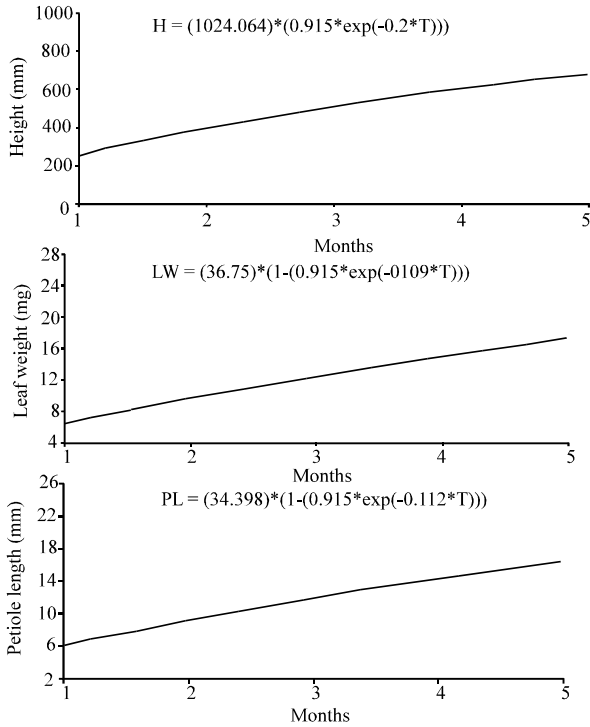 H = (1024.064)*(0.915*exp(-0.2*T)))
1000
800
600
400
200
0
Height (mm)
1 2 3 4 5
Months
LW = (36.75)*(1-(0.915*exp(-0109*T)))
28
24
20
16
12
8
4
Leaf weight (mg)
1 2 3 4 5
Months
PL = (34.398)*(1-(0.915*exp(-0.112*T)))
26
22
18
14
10
6
2
Petiole length (mm)
1 2 3 4 5
Months